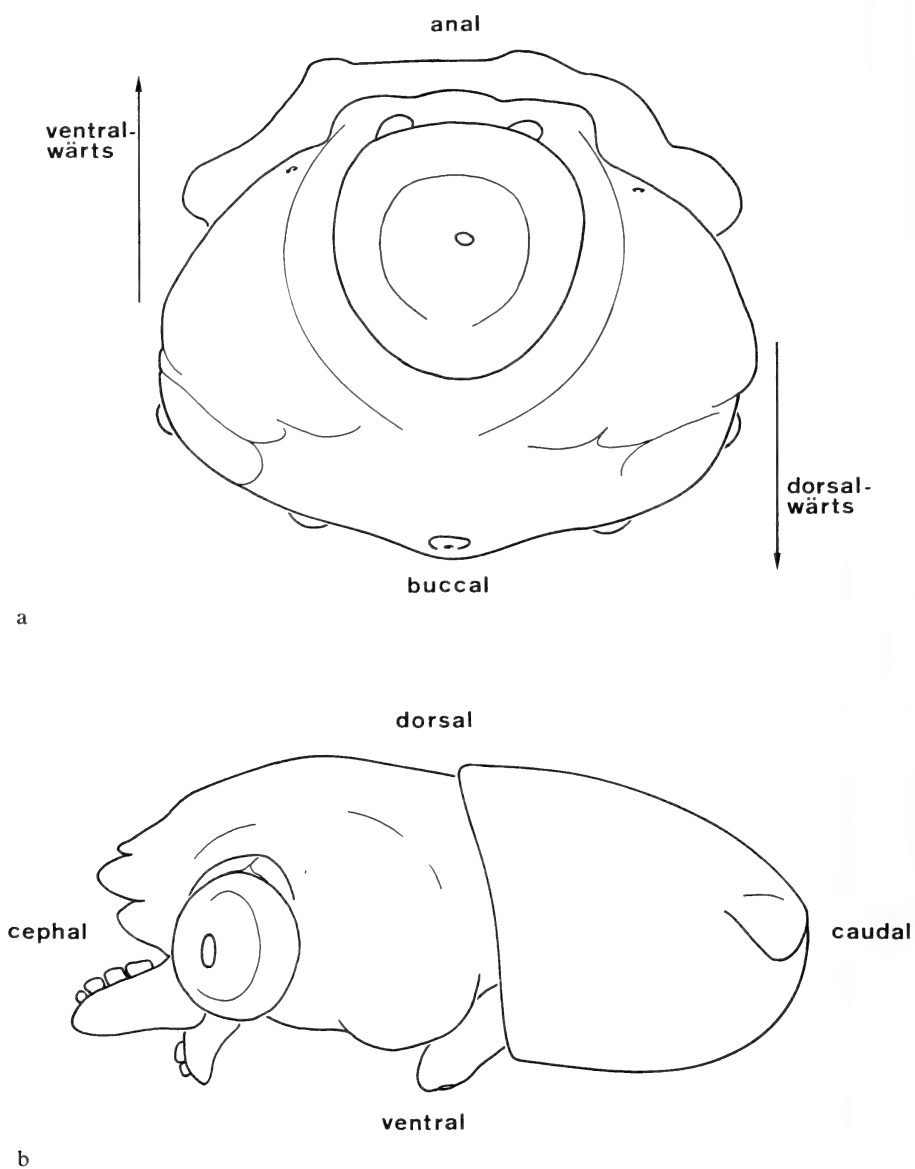 anal
ventral-
wärts
dorsal-
wärts
buccal
a
dorsal
cephal
caudal
ventral
b